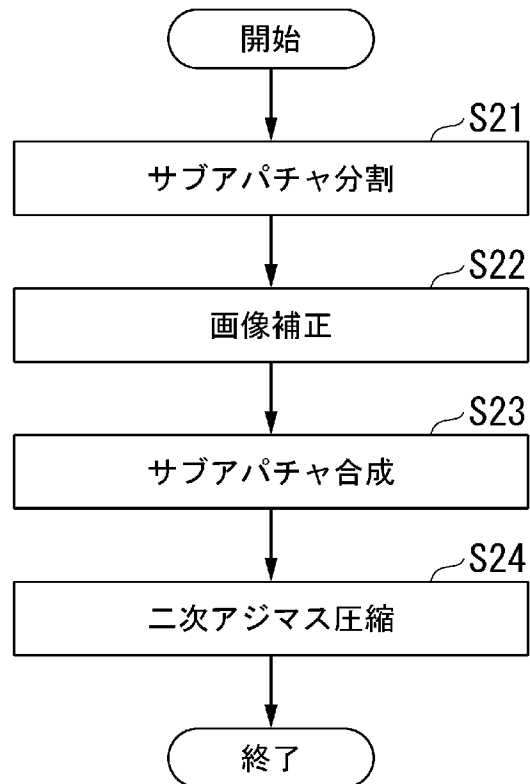 開始
S21
サブアパチャ分割
S22
画像補正
S23
サブアパチャ合成
S24
二次アジマス圧縮
終了